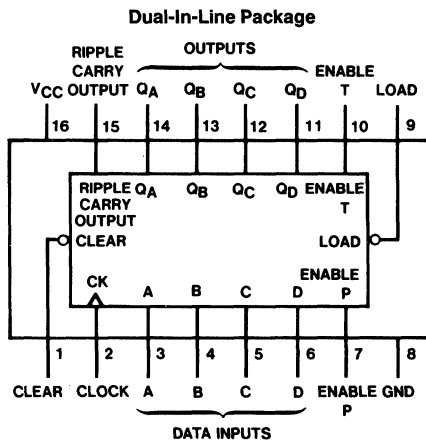 Dual-In-Line Package
OUTPUTS
RIPPLE
CARRY
OUTPUT
VCC
QA QB QC QD
ENABLE
T
LOAD
16 15 14 13 12 11 10 9
RIPPLE
CARRY
OUTPUT
QA QB QC QD
ENABLE
T
CLEAR
LOAD
CK
A B C D
ENABLE
P
1 2 3 4 5 6 7 8
CLEAR CLOCK A B C D ENABLE GND
P
DATA INPUTS